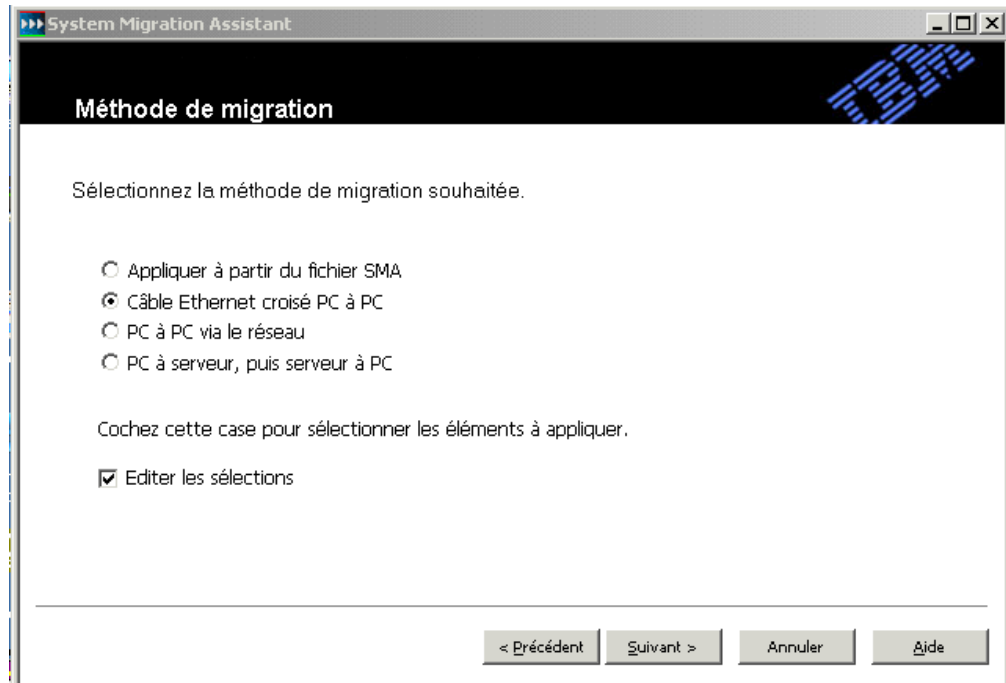 System Migration Assistant
IBM
Méthode de migration
Sélectionnez la méthode de migration souhaitée.
Appliquer à partir du fichier SMA
Câble Ethernet croisé PC à PC
PC à PC via le réseau
PC à serveur, puis serveur à PC
Cochez cette case pour sélectionner les éléments à appliquer.
Editer les sélections
< Précédent Suivant > Annuler Aide